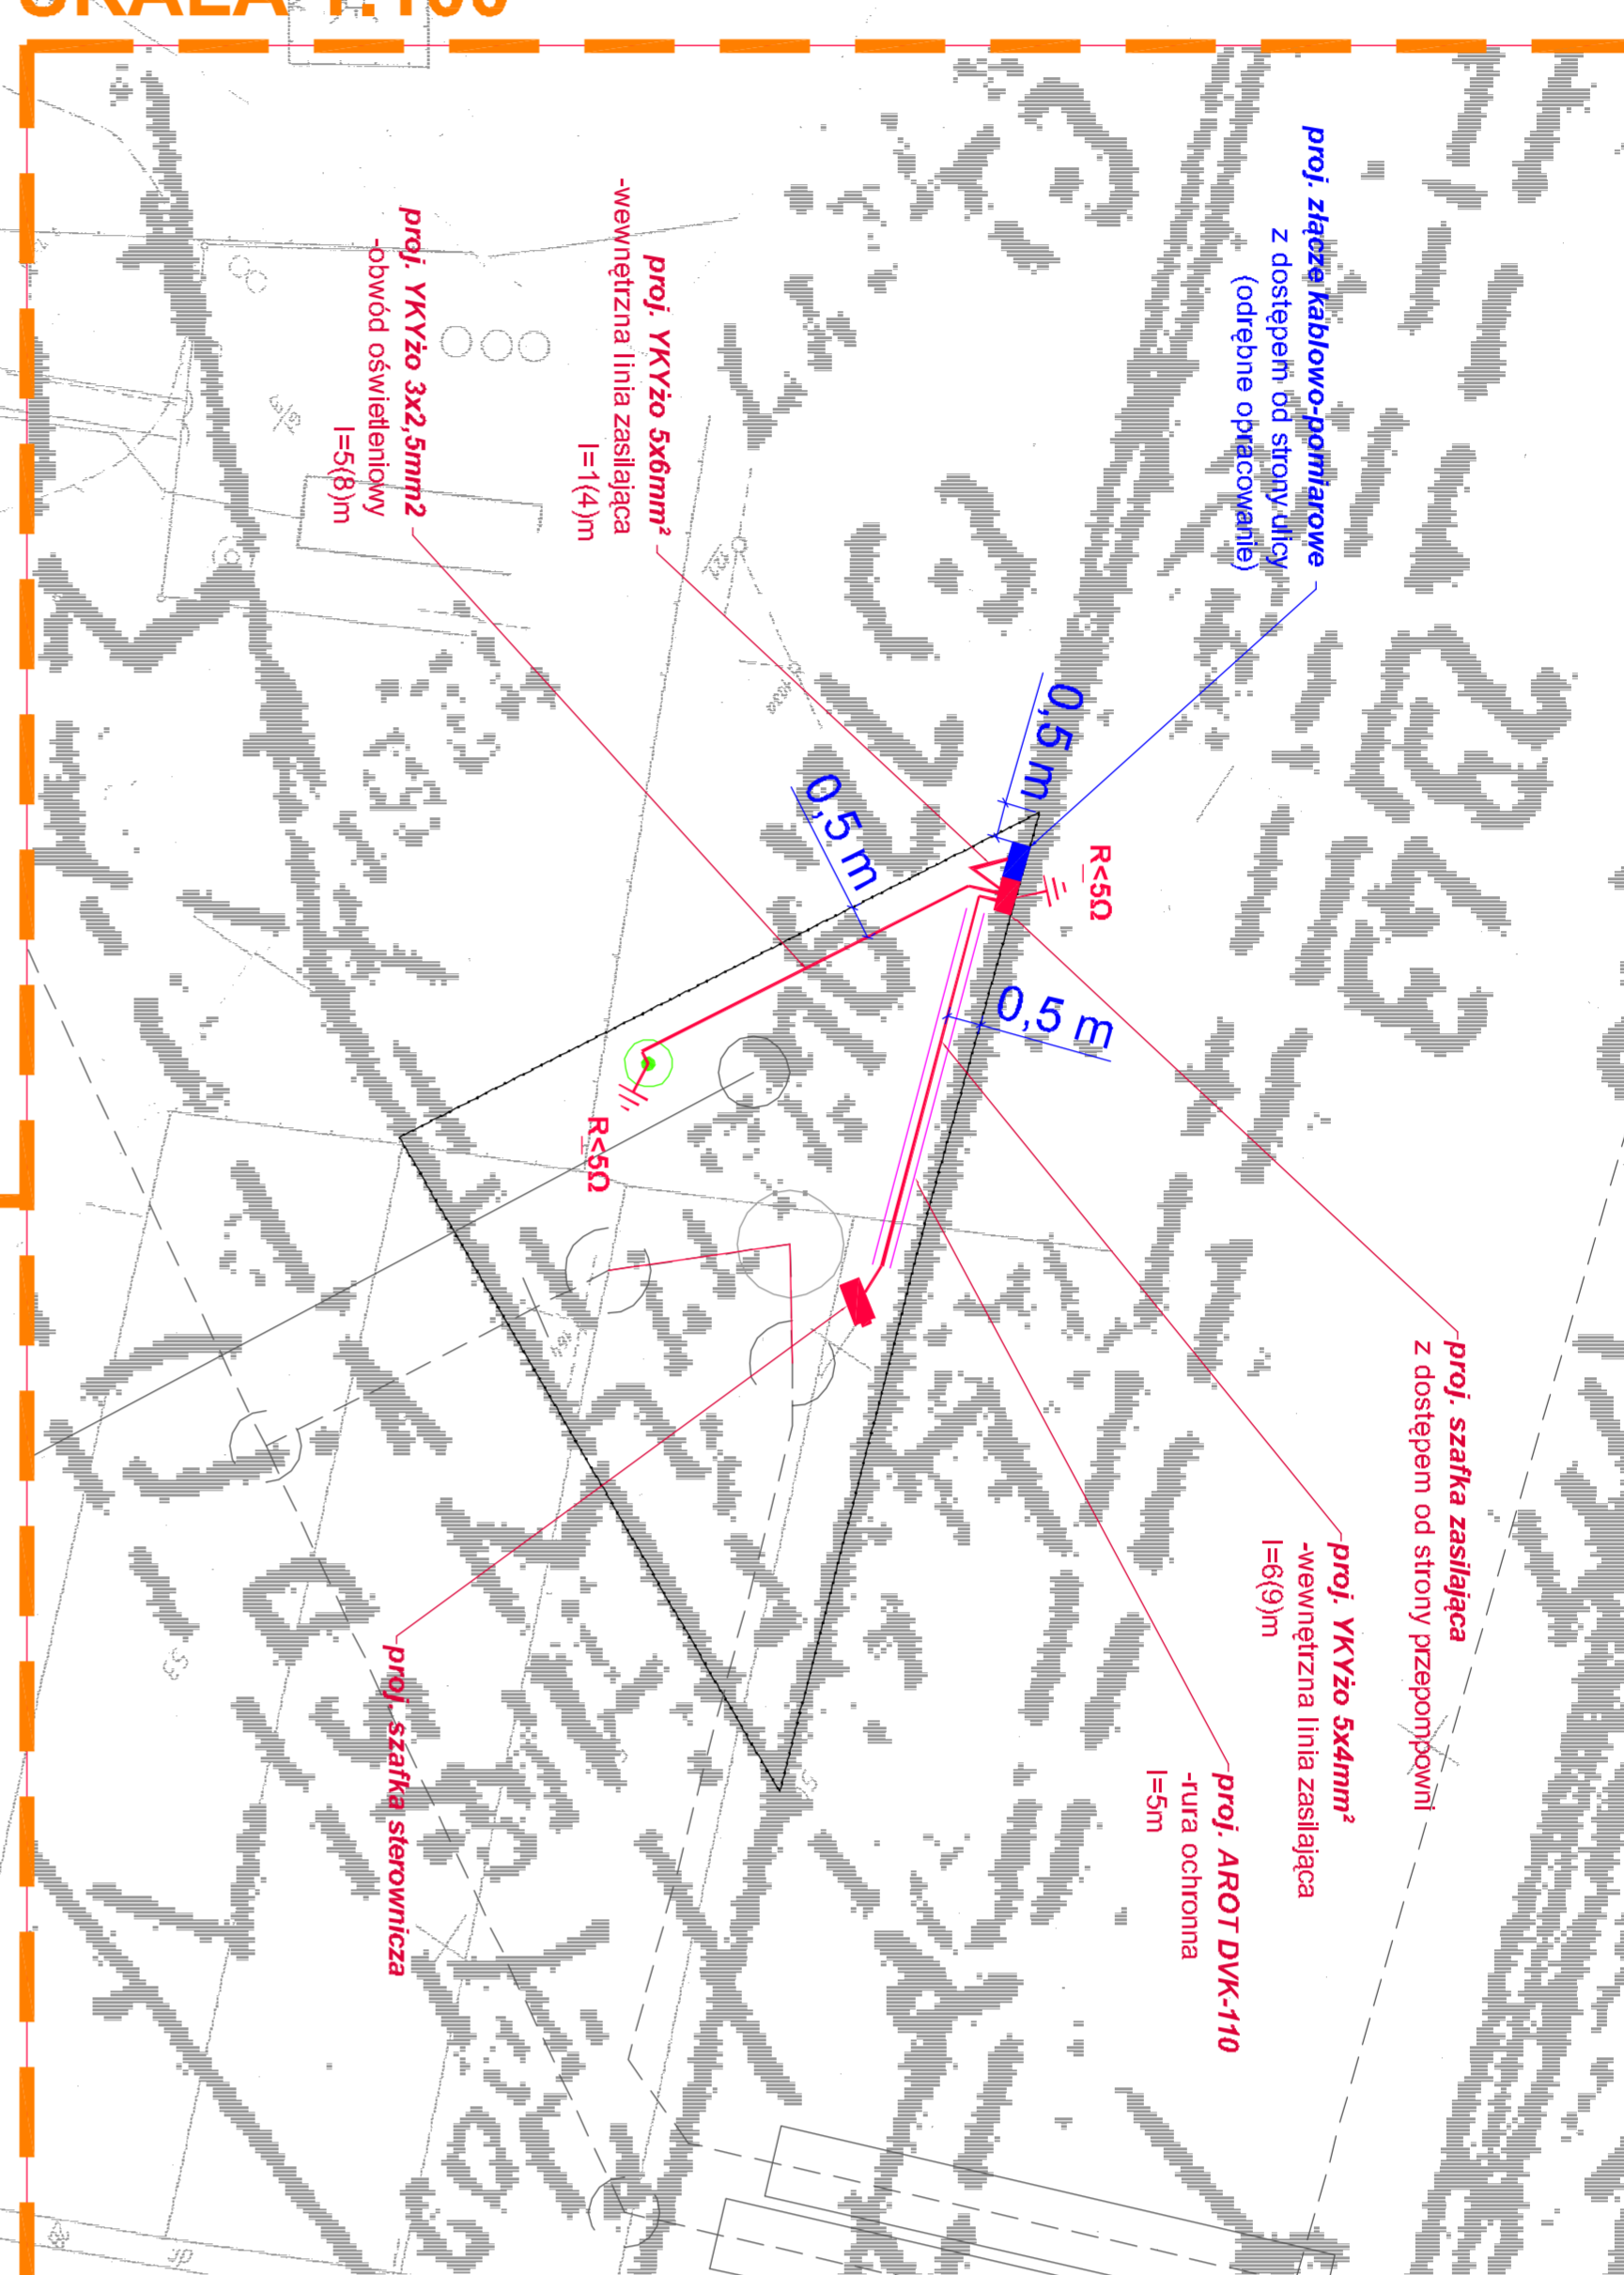 SKALA 1:100
proj. złącze kablowo-pomiarowe
z dostępem od strony ulicy
(odrębne opracowanie)
proj. YKYżo 5x6mm²
-wewnętrzna linia zasilająca
l=1(4)m
proj. YKYżo 3x2,5mm2
-obwód oświetleniowy
l=5(8)m
0,5 m
0,5 m
R<5Ω
0,5 m
R<5Ω
proj. szafka zasilająca
z dostępem od strony przepompowni
proj. YKYżo 5x4mm²
-wewnętrzna linia zasilająca
l=6(9)m
proj. AROT DVK-110
-rura ochronna
l=5m
proj. szafka sterownicza